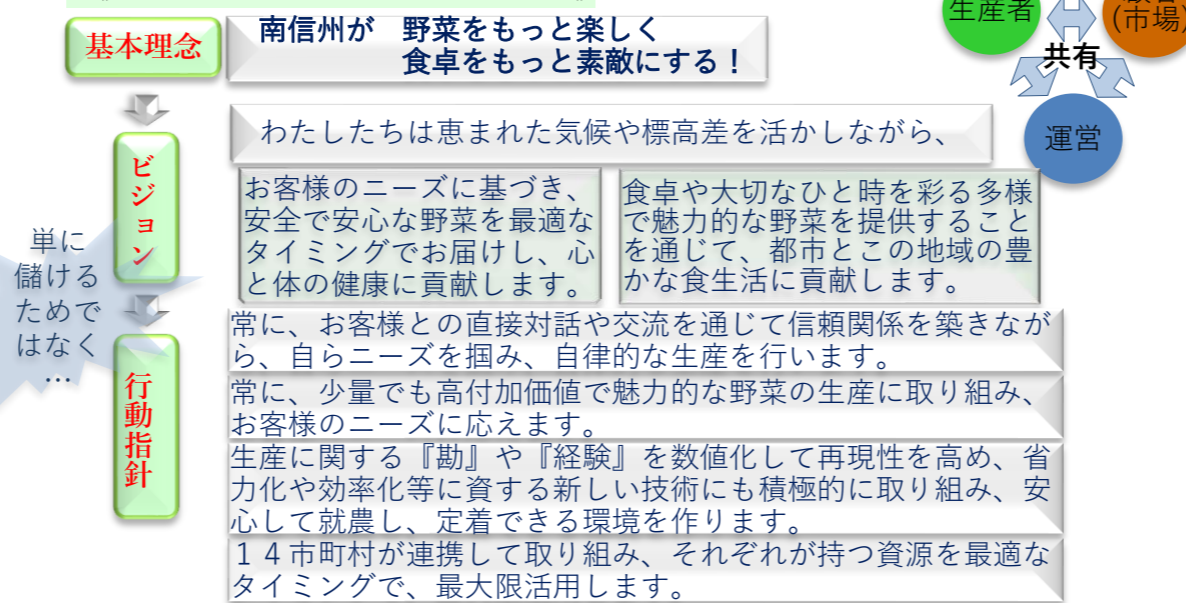 基本理念
南信州が　野菜をもっと楽しく
食卓をもっと素敵にする！
生産者
(市場)
共有
運営
ビジョン
わたしたちは恵まれた気候や標高差を活かしながら、
お客様のニーズに基づき、
安全で安心な野菜を最適な
タイミングでお届けし、心
と体の健康に貢献します。
食卓や大切なひと時を彩る多様
で魅力的な野菜を提供すること
を通じて、都市とこの地域の豊
かな食生活に貢献します。
単に
儲ける
ためで
はなく
…
行動指針
常に、お客様との直接対話や交流を通じて信頼関係を築きなが
ら、自らニーズを掴み、自律的な生産を行います。
常に、少量でも高付加価値で魅力的な野菜の生産に取り組み、
お客様のニーズに応えます。
生産に関する『勘』や『経験』を数値化して再現性を高め、省
力化や効率化等に資する新しい技術にも積極的に取り組み、安
心して就農し、定着できる環境を作ります。
１４市町村が連携して取り組み、それぞれが持つ資源を最適な
タイミングで、最大限活用します。